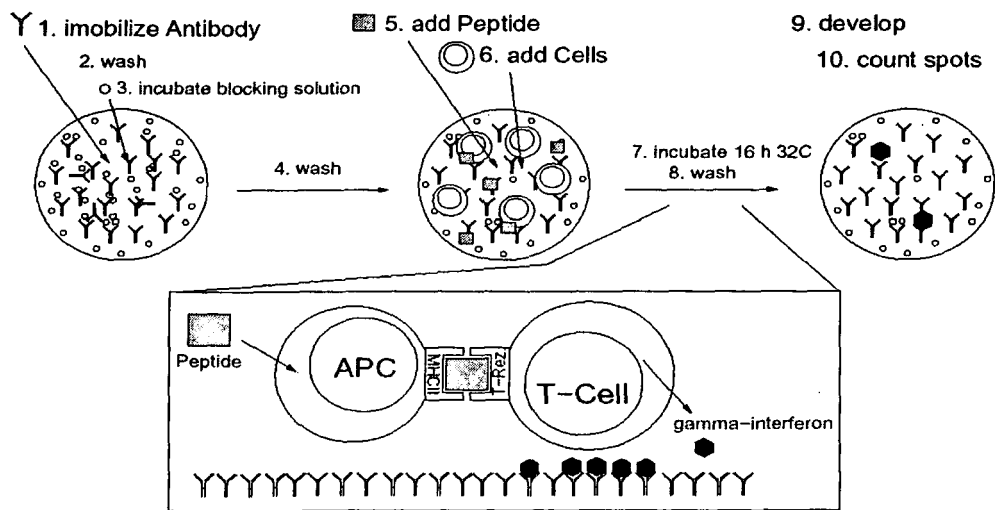 1. imobilize Antibody
2. wash
3. incubate blocking solution
4. wash
5. add Peptide
6. add Cells
7. incubate 16 h 32C
8. wash
9. develop
10. count spots
Peptide
APC
MHCII
T-Rez
T-Cell
gamma-interferon